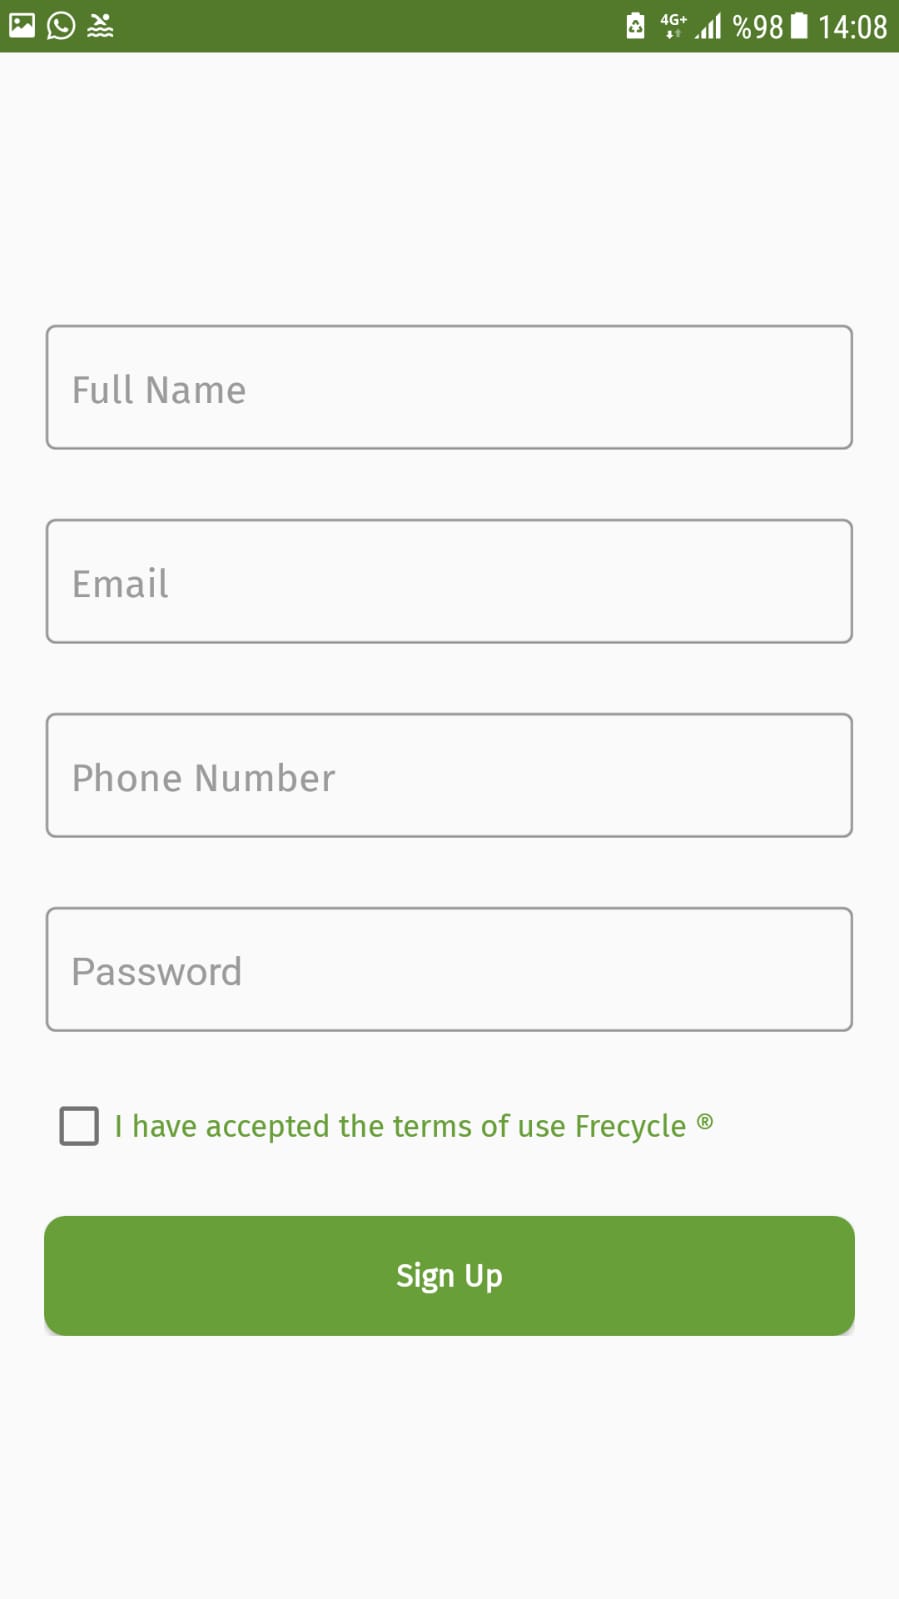 4G+ %98 14:08
Full Name
Email
Phone Number
Password
I have accepted the terms of use Frecycle ®
Sign Up